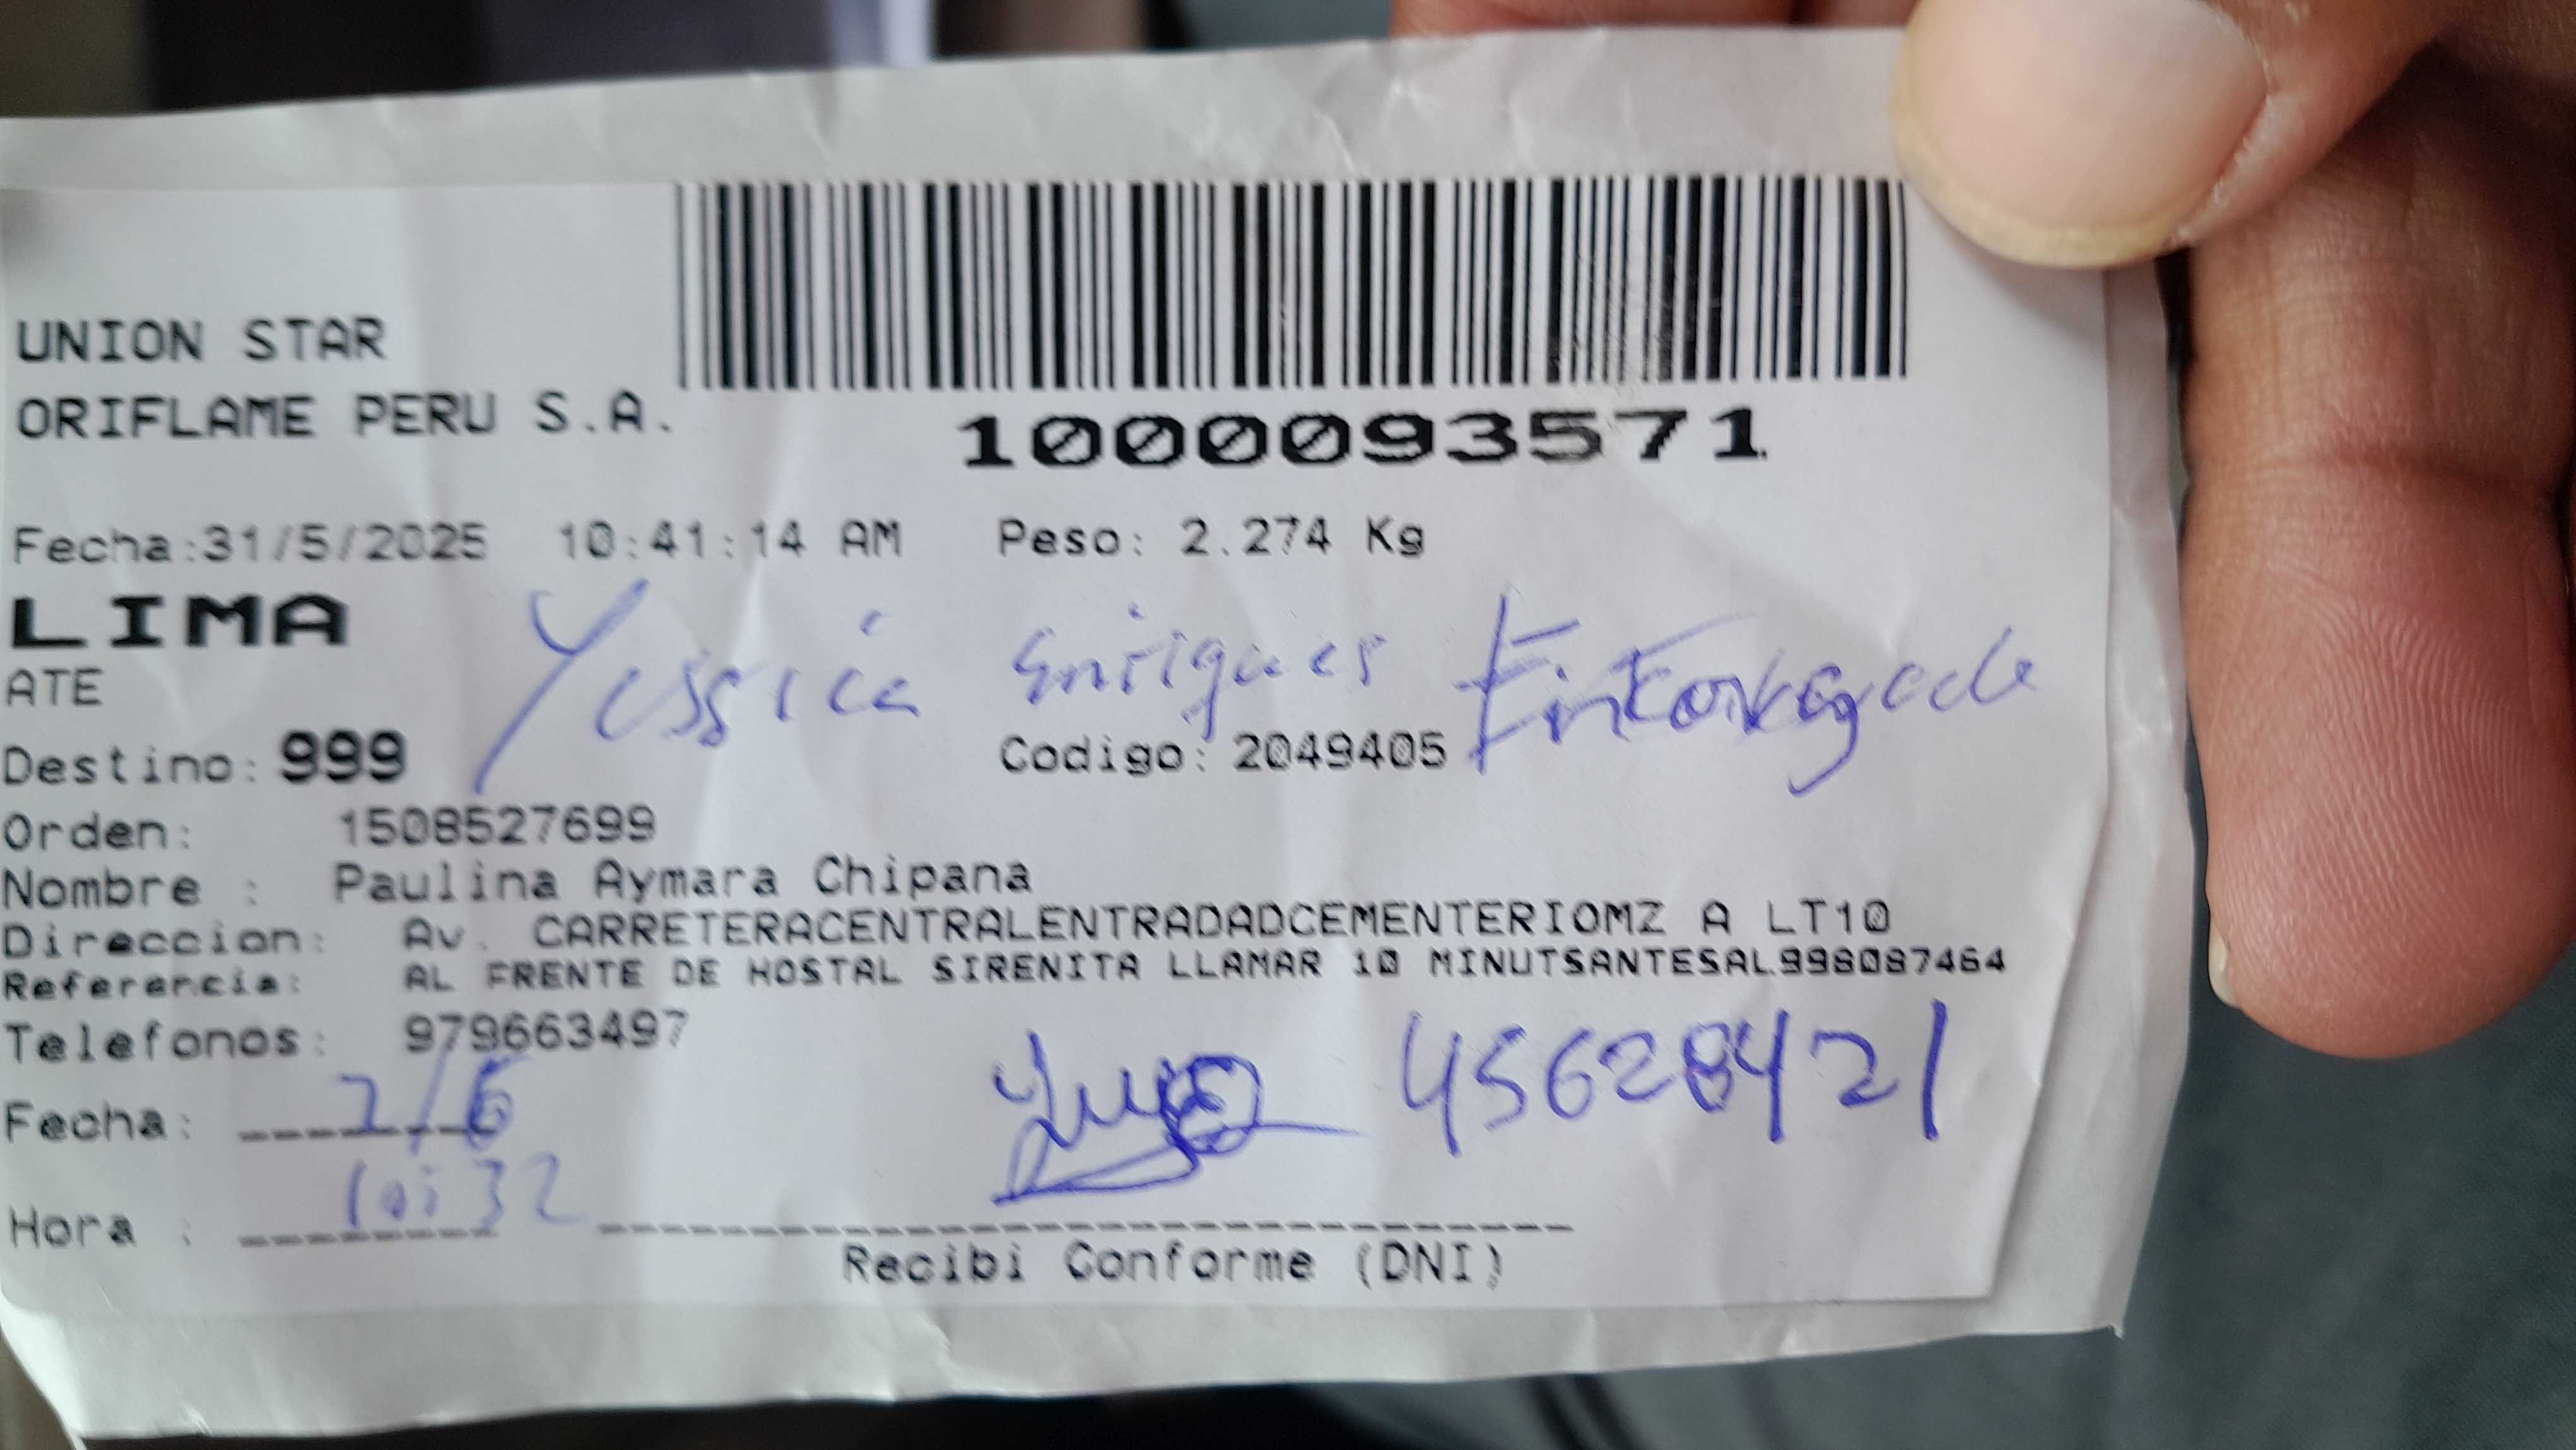 UNION STAR
ORIFLAME PERU S.A.
1000093571
Fecha:31/5/2025 10:41:14 AM Peso: 2.274 Kg
LIMA
Yessica Enriques
ATE
Destino: 999 Codigo: 2049405
Orden: 1508527699
Nombre : Paulina Aymara Chipana
Direccion: Av. CARRETERACENTRALENTRADADCEMENTERIOMZ A LT10
Referencia: AL FRENTE DE HOSTAL SIRENITA LLAMAR 10 MINUTSANTESAL998087464
Telefonos: 979663497
45628421
Fecha: 2/6
Hora : 10:32
Recibi Conforme (DNI)